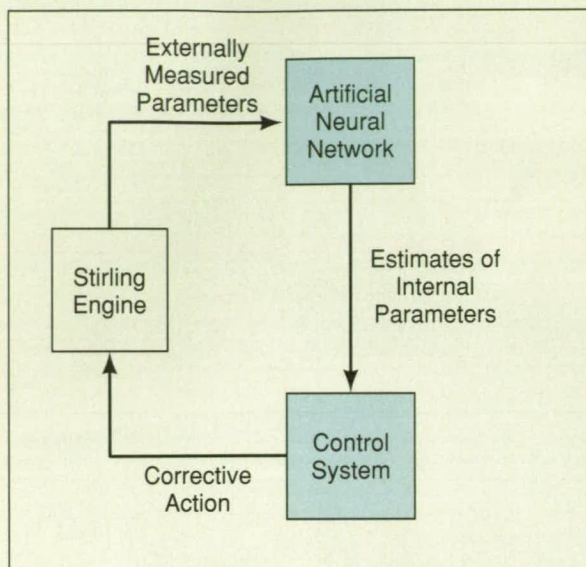 Externally
Measured
Parameters
Artificial
Neural
Network
Stirling
Engine
Estimates of
Internal
Parameters
Control
System
Corrective
Action